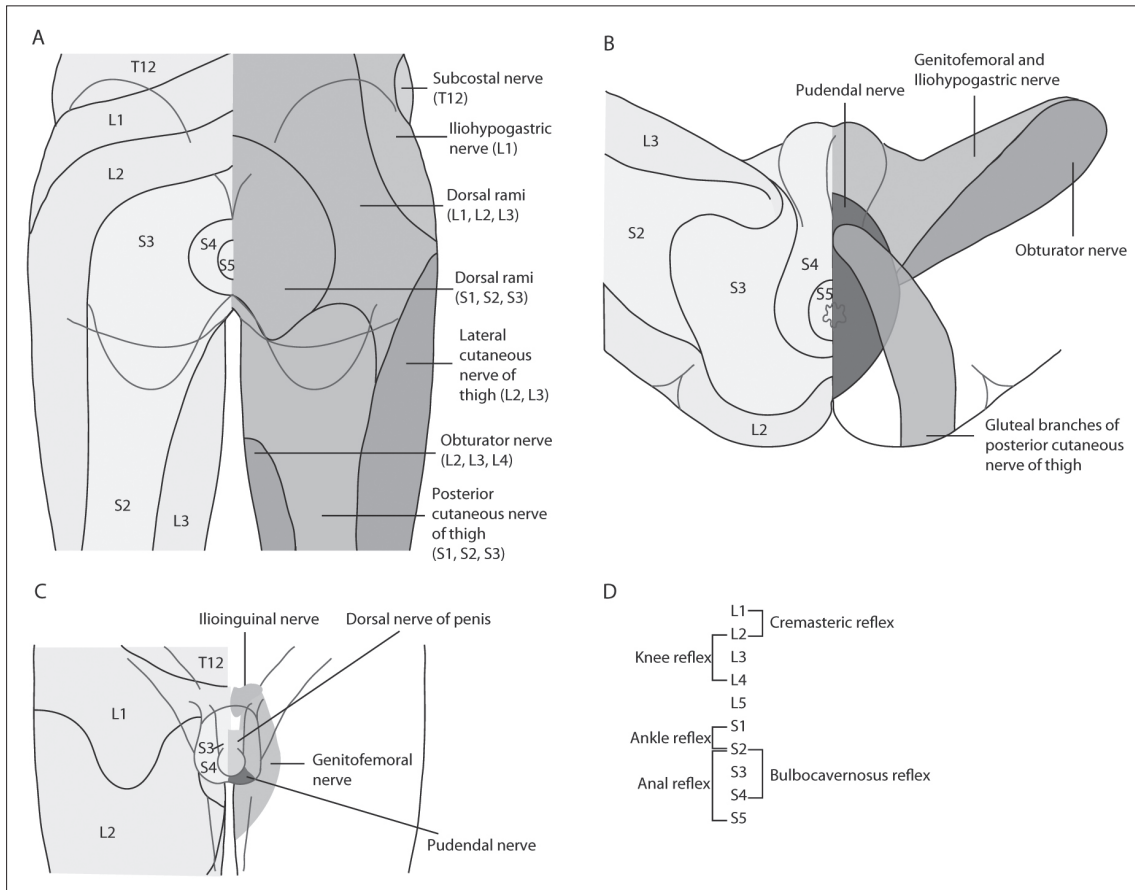 A
T12
L1
L2
S3
S4
S5
S2
L3
Subcostal nerve
(T12)
Iliohypogastric
nerve (L1)
Dorsal rami
(L1, L2, L3)
Dorsal rami
(S1, S2, S3)
Lateral
cutaneous
nerve of
thigh (L2, L3)
Obturator nerve
(L2, L3, L4)
Posterior
cutaneous nerve
of thigh
(S1, S2, S3)
B
Genitofemoral and
Iliohypogastric nerve
Pudendal nerve
L3
S2
S3
S4
S5
L2
Obturator nerve
Gluteal branches of
posterior cutaneous
nerve of thigh
C
Ilioinguinal nerve
Dorsal nerve of penis
T12
L1
S3
S4
L2
Genitofemoral
nerve
Pudendal nerve
D
L1
L2
L3
L4
L5
S1
S2
S3
S4
S5
Cremasteric reflex
Knee reflex
Ankle reflex
Anal reflex
Bulbocavernosus reflex